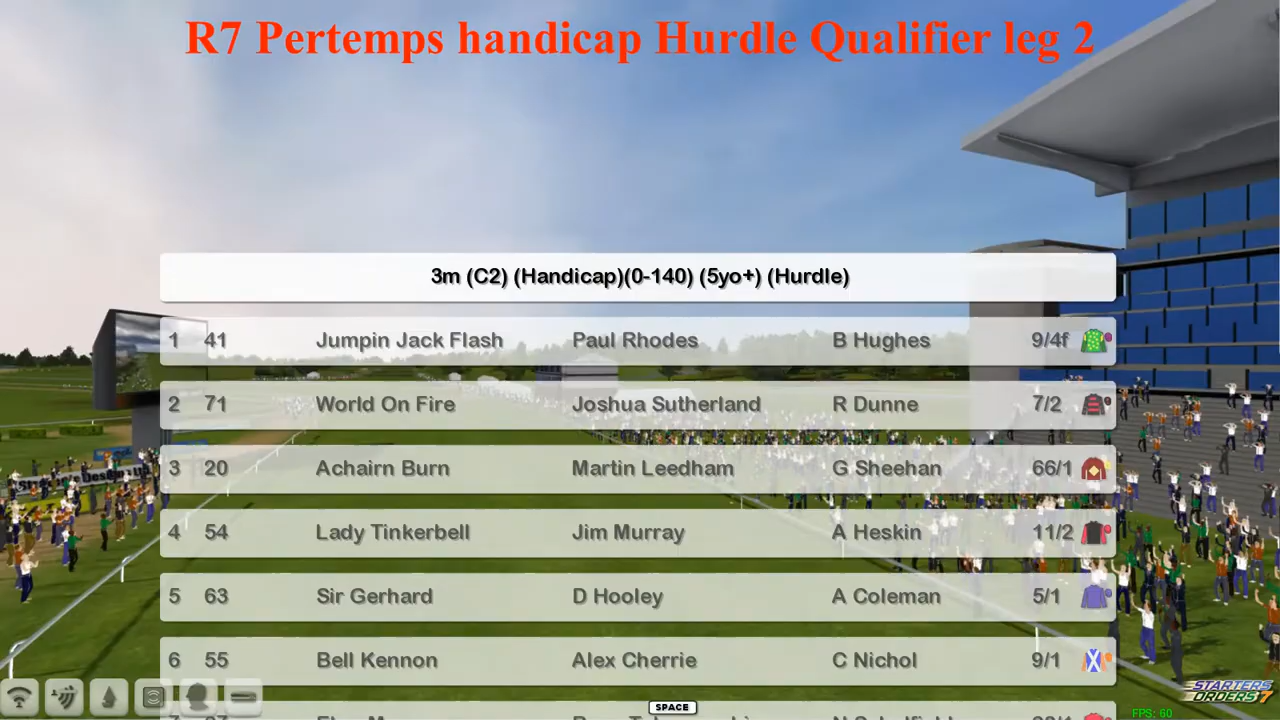 R7 Pertemps handicap Hurdle Qualifier leg 2
3m (C2) (Handicap)(0-140) (5yo+) (Hurdle)
1 41 Jumpin Jack Flash Paul Rhodes B Hughes 9/4f
2 71 World On Fire Joshua Sutherland R Dunne 7/2
3 20 Achairn Burn Martin Leedham G Sheehan 66/1
4 54 Lady Tinkerbell Jim Murray A Heskin 11/2
5 63 Sir Gerhard D Hooley A Coleman 5/1
6 55 Bell Kennon Alex Cherrie C Nichol 9/1
SPACE
STARTERS
ORDERS 7
FPS: 60